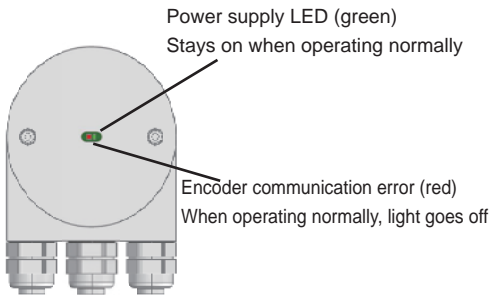 Power supply LED (green)
Stays on when operating normally
Encoder communication error (red)
When operating normally, light goes off